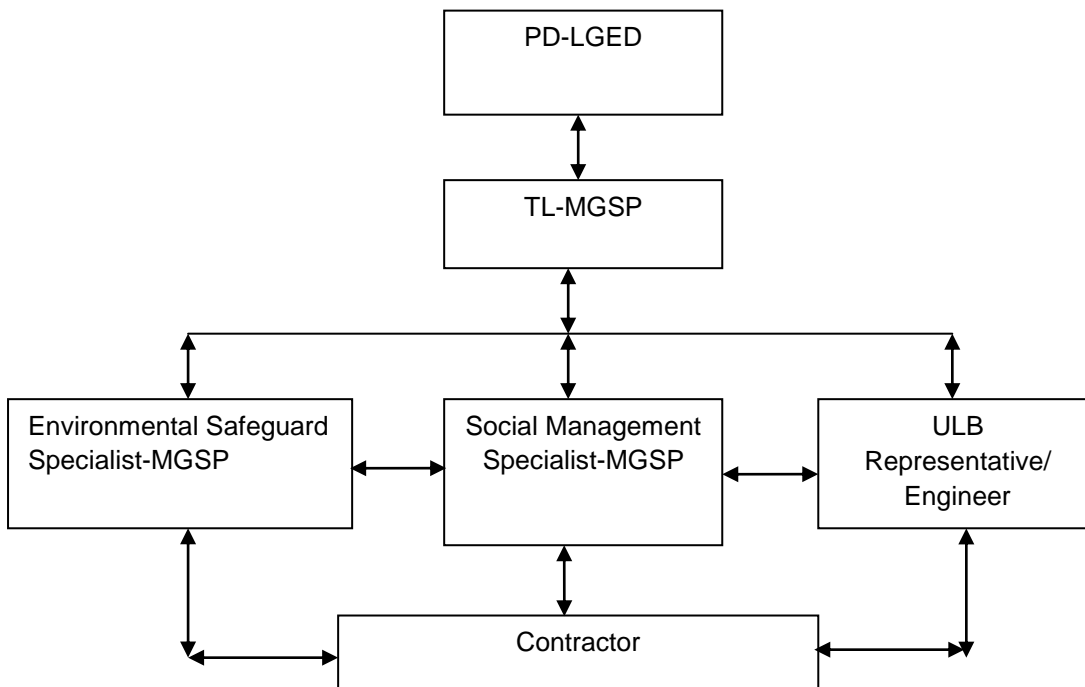 PD-LGED
TL-MGSP
Environmental Safeguard
Specialist-MGSP
Social Management
Specialist-MGSP
ULB
Representative/
Engineer
Contractor